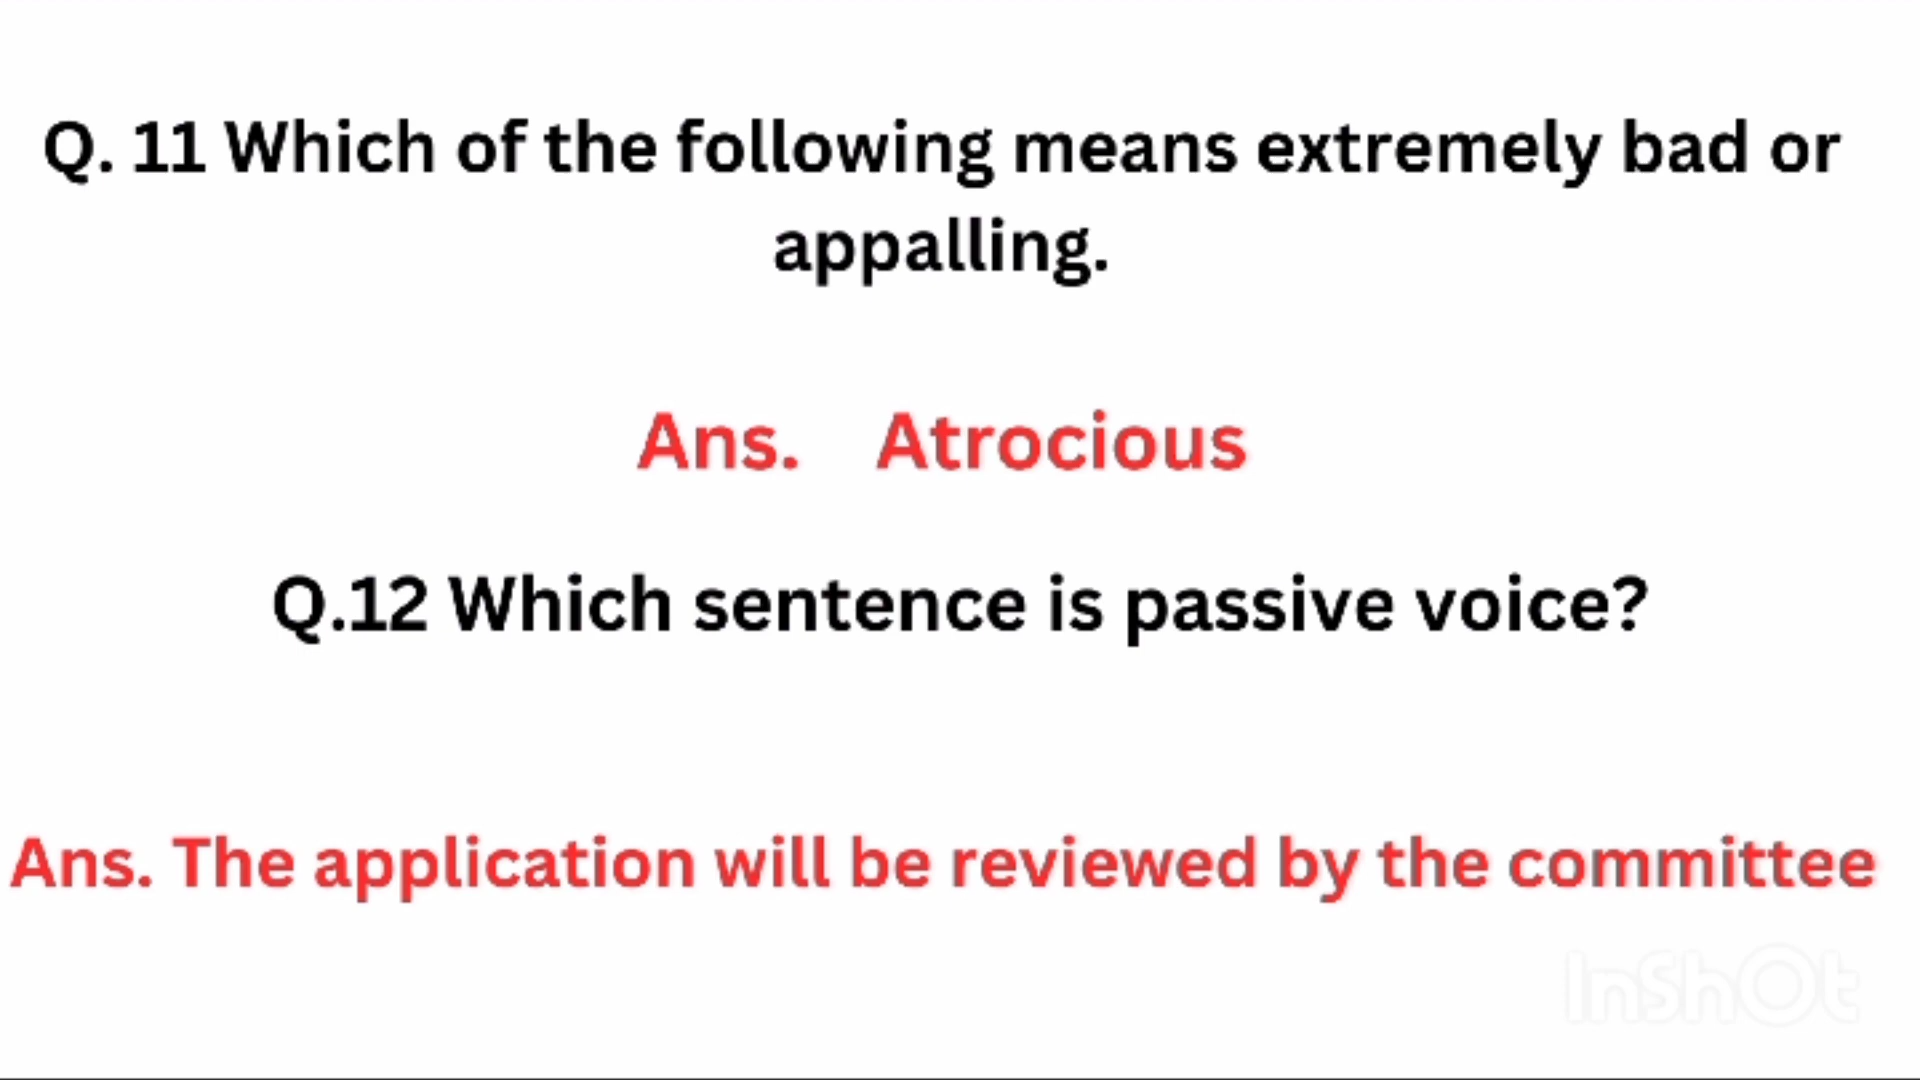 Q. 11 Which of the following means extremely bad or
appalling.
Ans. Atrocious
Q.12 Which sentence is passive voice?
Ans. The application will be reviewed by the committee
InShOt